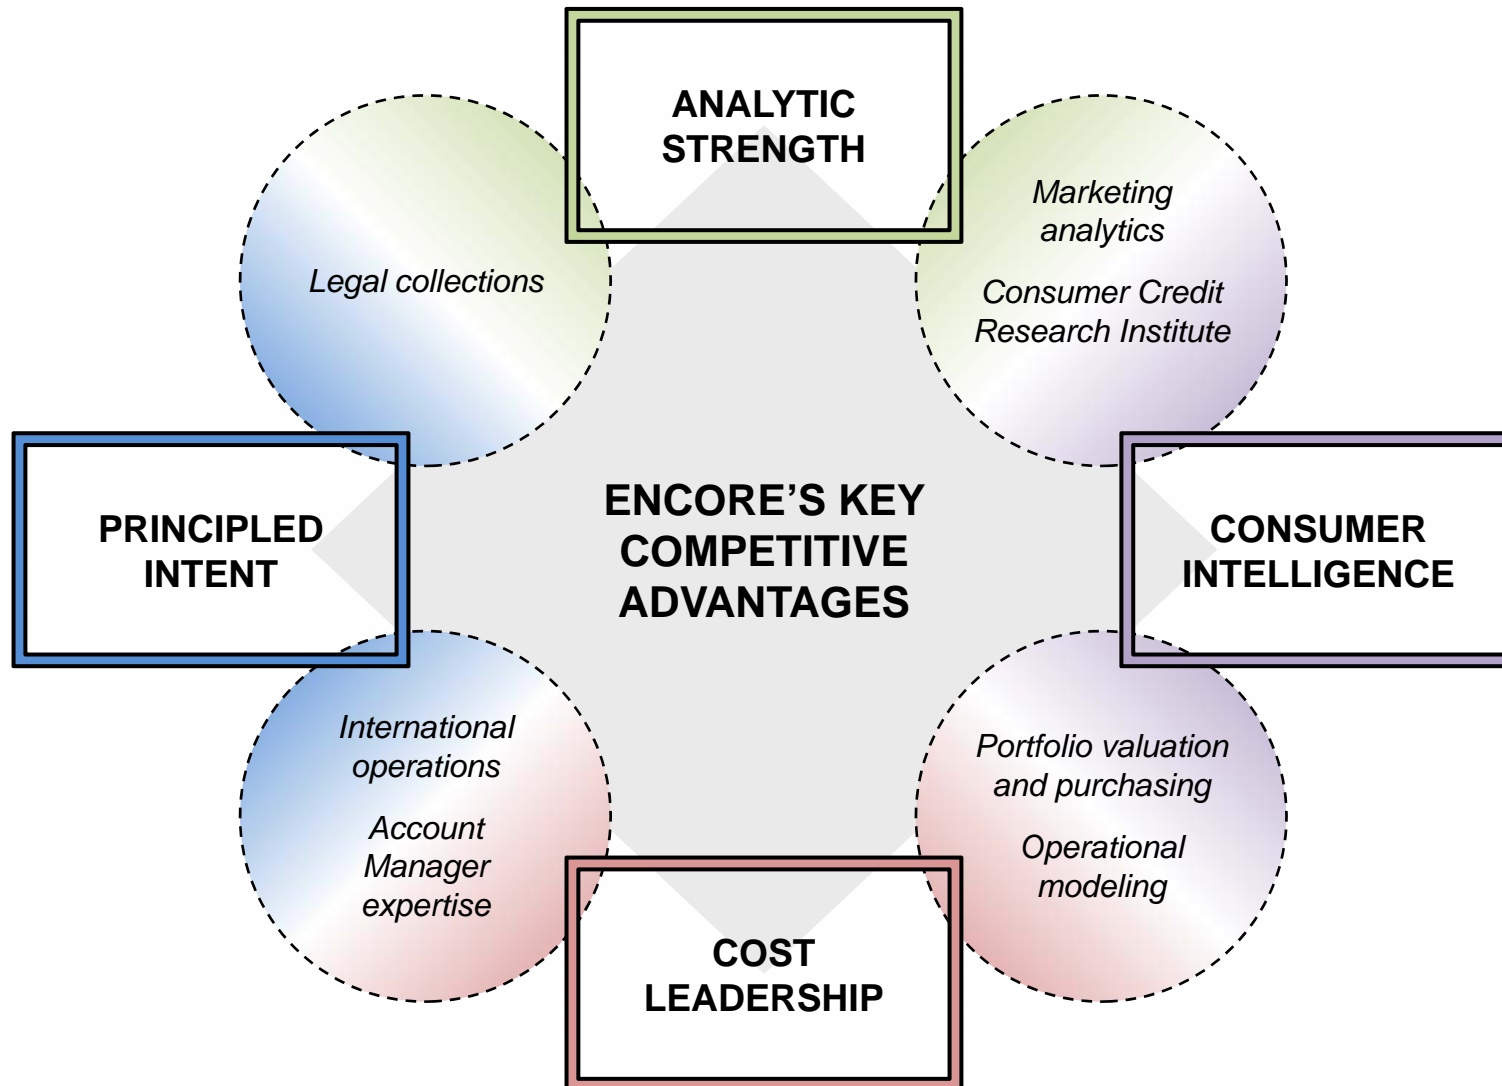 ANALYTIC
STRENGTH
Legal collections
Marketing
analytics
Consumer Credit
Research Institute
PRINCIPLED
INTENT
ENCORE’S KEY
COMPETITIVE
ADVANTAGES
CONSUMER
INTELLIGENCE
International
operations
Account
Manager
expertise
Portfolio valuation
and purchasing
Operational
modeling
COST
LEADERSHIP